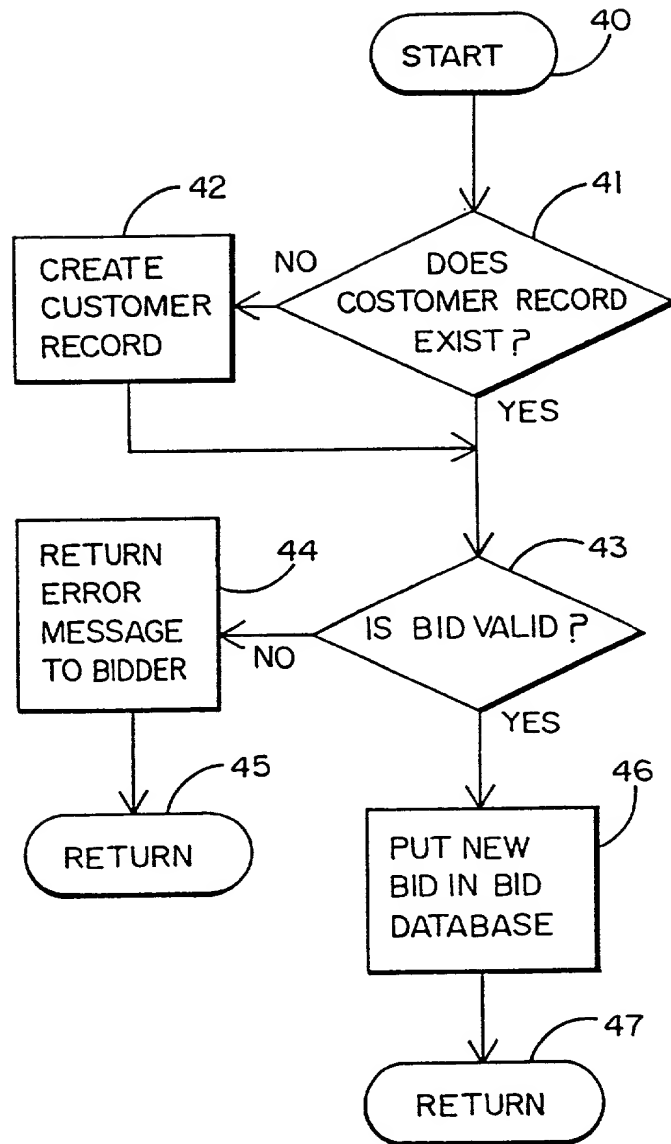 START
40
41
DOES
COSTOMER RECORD
EXIST?
NO
42
CREATE
CUSTOMER
RECORD
YES
43
IS BID VALID?
NO
44
RETURN
ERROR
MESSAGE
TO BIDDER
45
RETURN
YES
46
PUT NEW
BID IN BID
DATABASE
47
RETURN